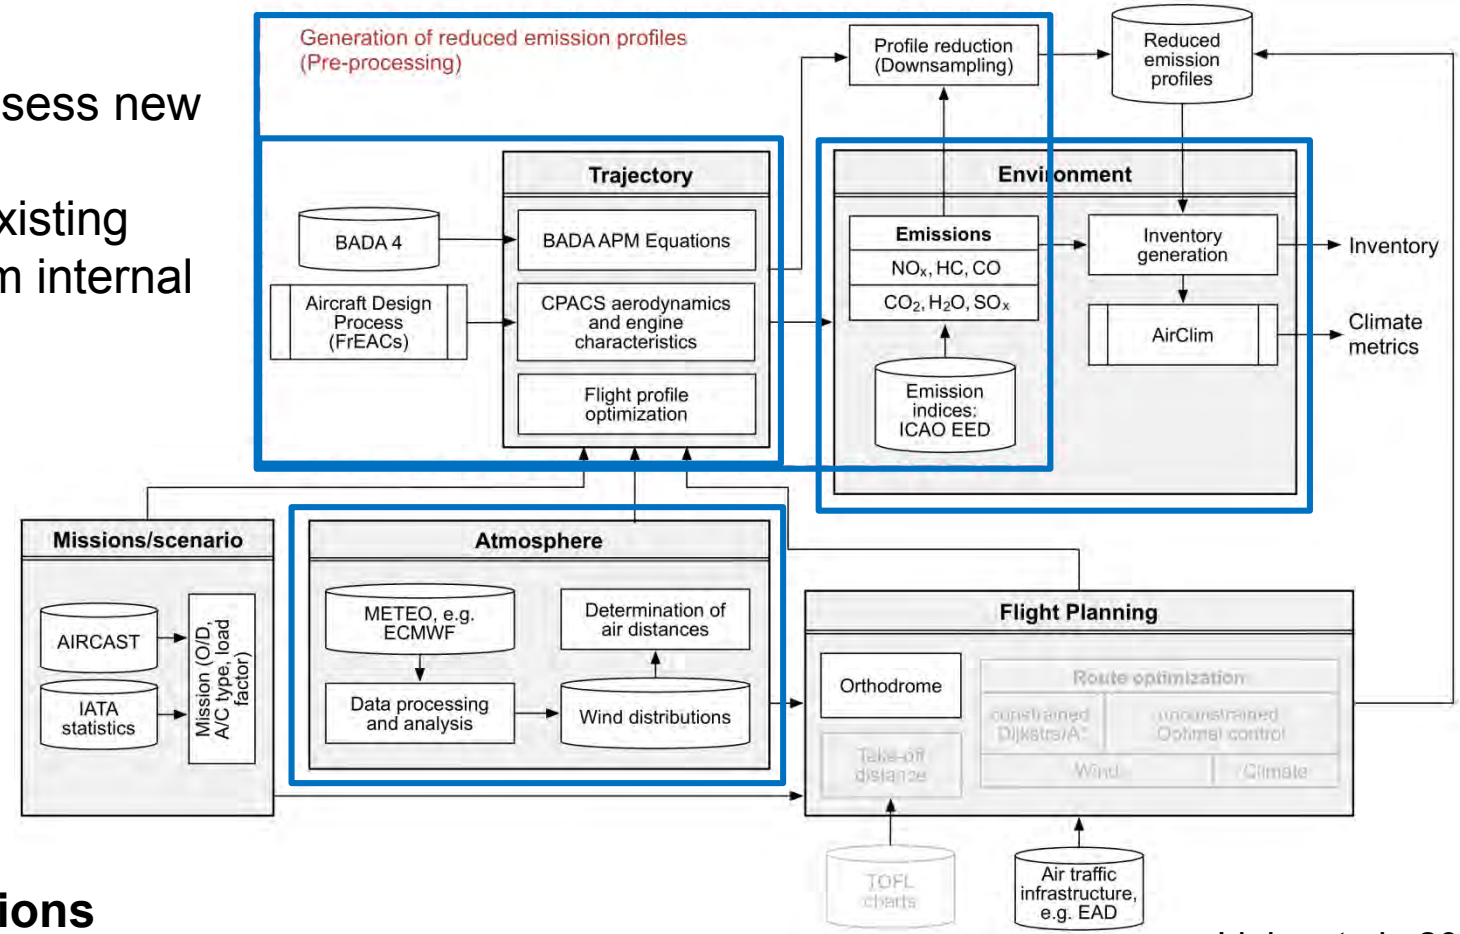 sess new
xisting
m internal
ions
Generation of reduced emission profiles
(Pre-processing)
Profile reduction
(Downsampling)
Reduced
emission
profiles
Trajectory
BADA 4
BADA APM Equations
Aircraft Design
Process
(FrEACs)
CPACS aerodynamics
and engine
characteristics
Flight profile
optimization
Environment
Emissions
NOₓ, HC, CO
CO₂, H₂O, SOₓ
Emission
indices:
ICAO EED
Inventory
generation
AirClim
Inventory
Climate
metrics
Missions/scenario
AIRCAST
IATA
statistics
Mission (O/D,
A/C type, load
factor)
Atmosphere
METEO, e.g.
ECMWF
Determination of
air distances
Data processing
and analysis
Wind distributions
Flight Planning
Orthodrome
Take-off
distance
Route optimization
constrained
Dijkstra/A*
unconstrained
Optimal control
Wind
Climate
TOFL
charts
Air traffic
infrastructure,
e.g. EAD